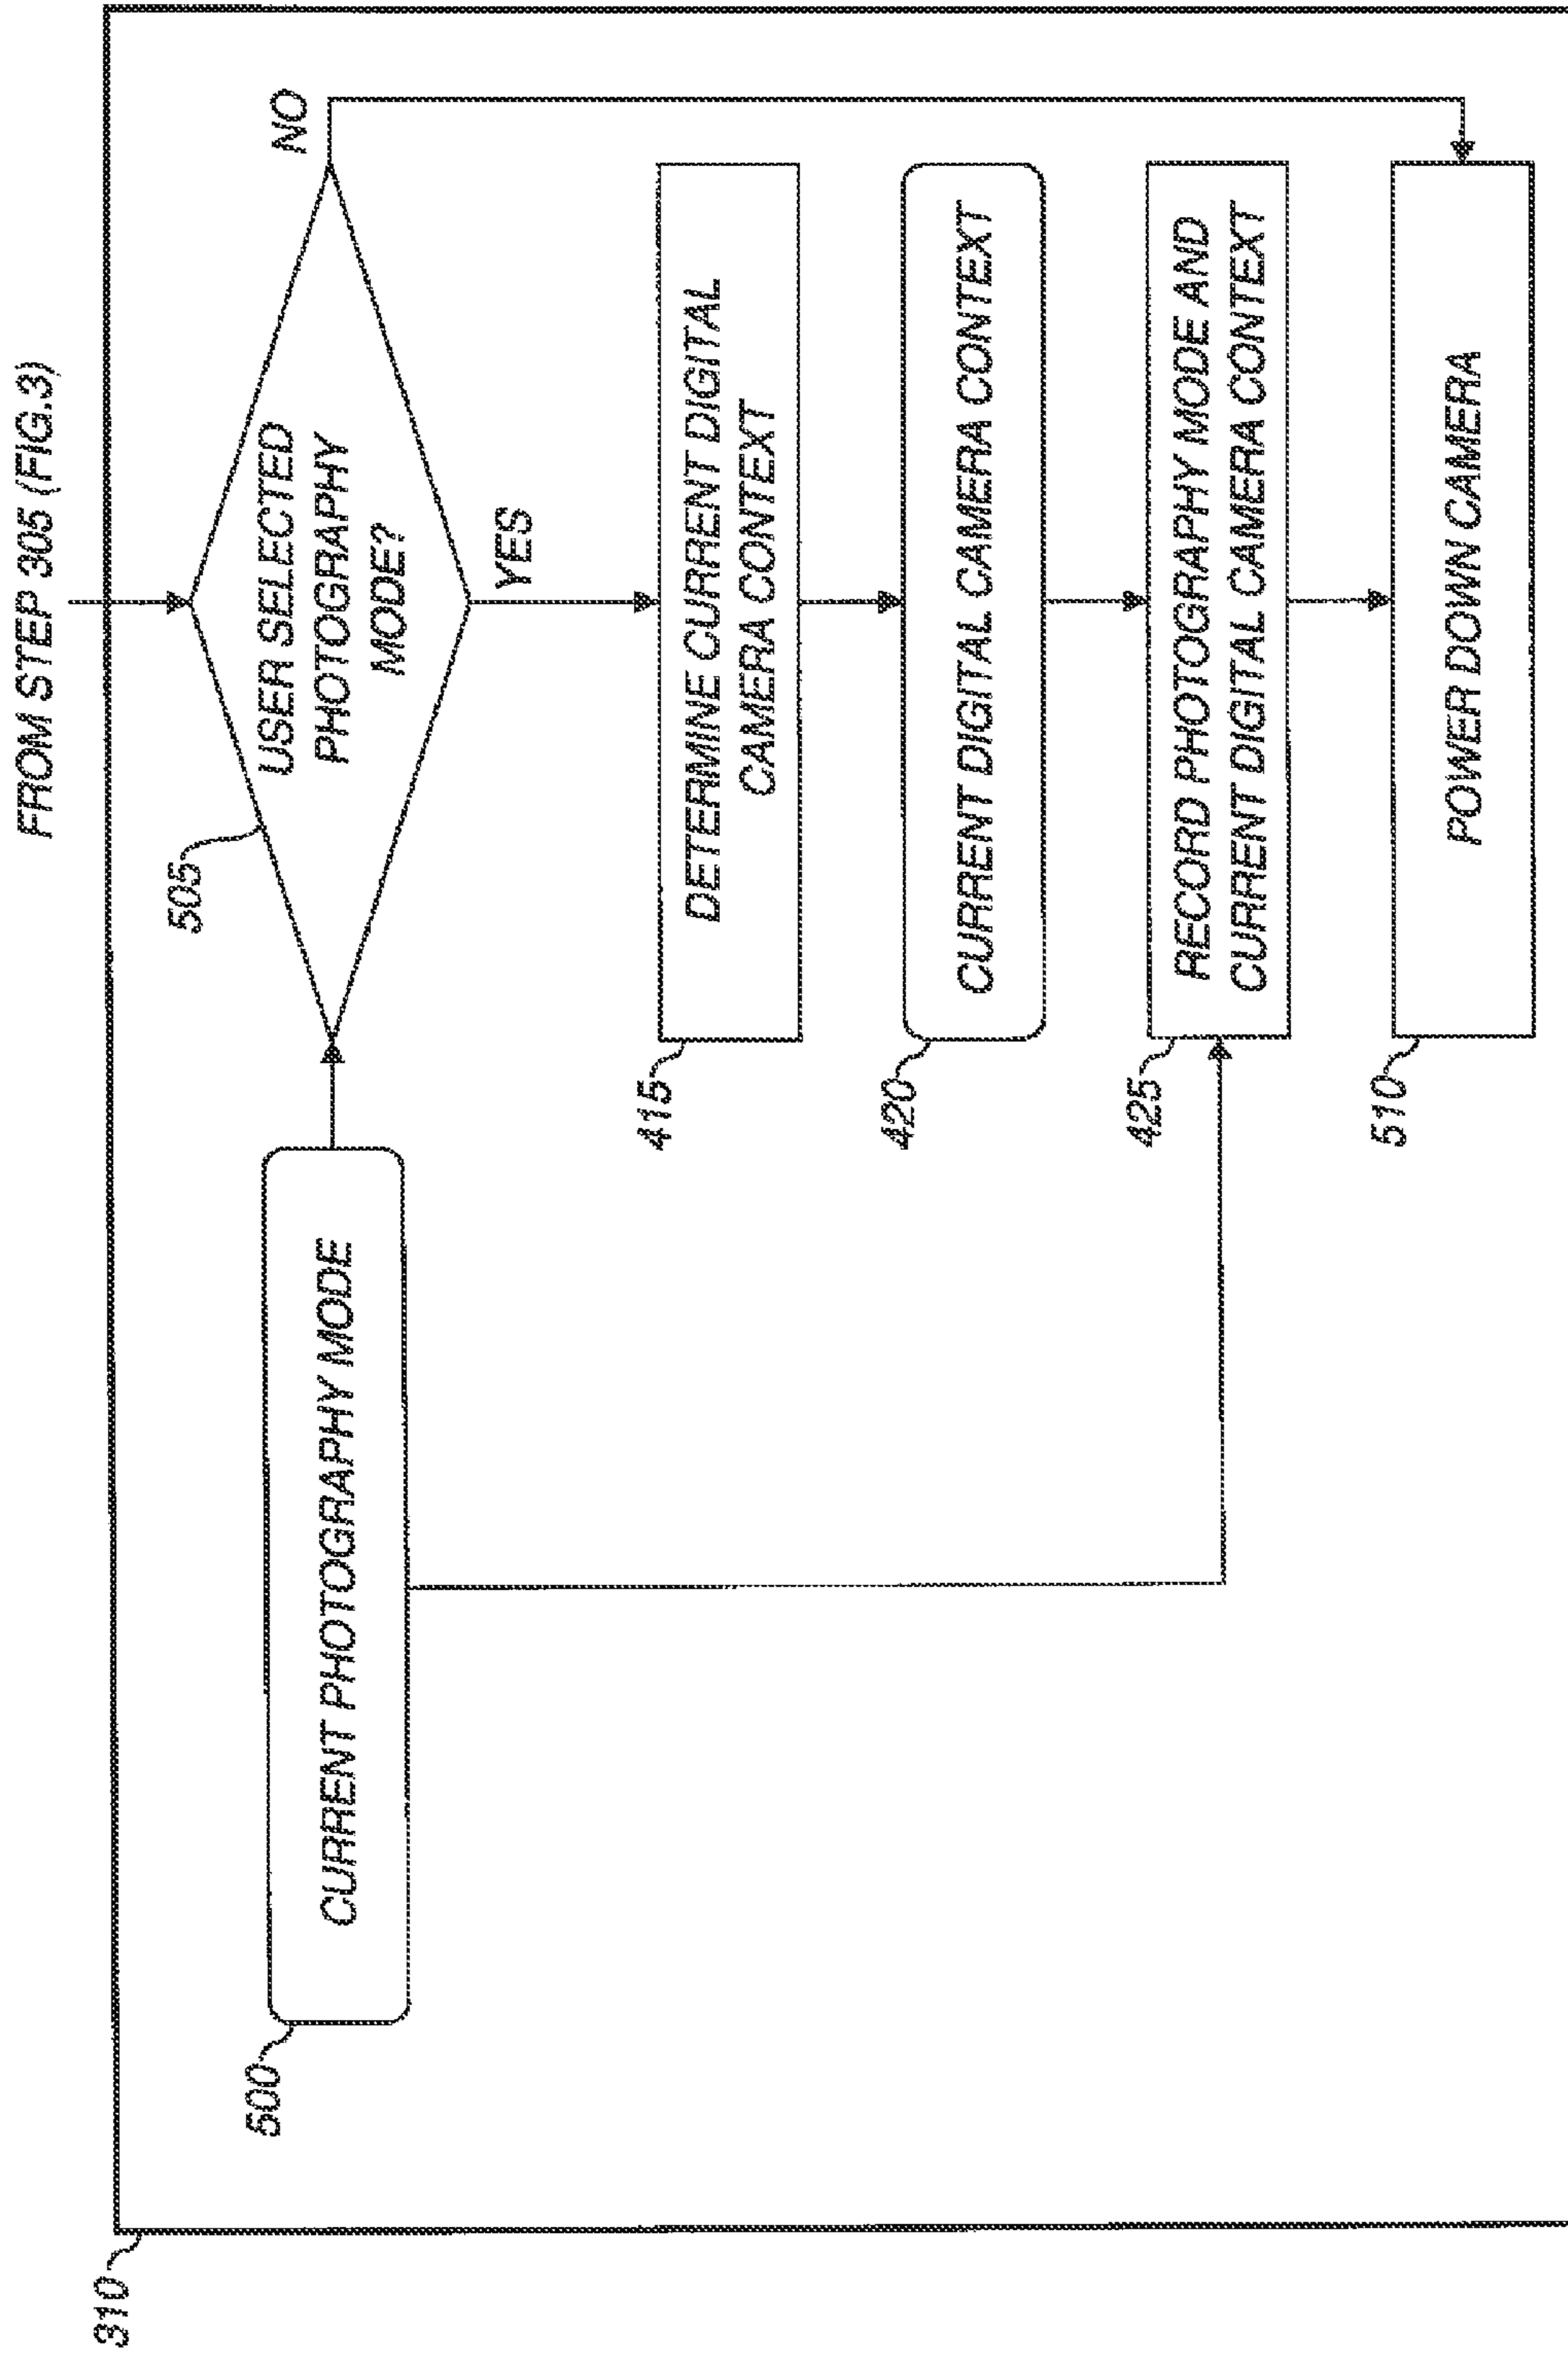 FROM STEP 305 (FIG.3)
310
500
CURRENT PHOTOGRAPHY MODE
505
USER SELECTED
PHOTOGRAPHY
MODE?
NO
YES
415
DETERMINE CURRENT DIGITAL
CAMERA CONTEXT
420
CURRENT DIGITAL CAMERA CONTEXT
425
RECORD PHOTOGRAPHY MODE AND
CURRENT DIGITAL CAMERA CONTEXT
510
POWER DOWN CAMERA